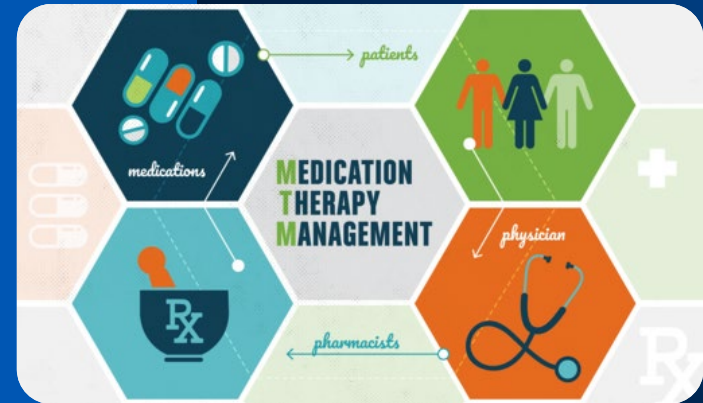 patients
medications
MEDICATION
THERAPY
MANAGEMENT
physician
Rx
pharmacists
Rx